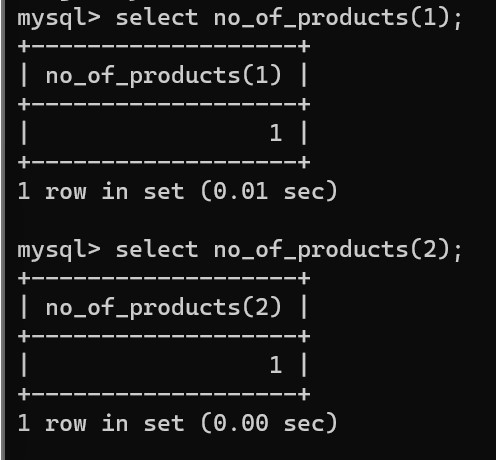 mysql> select no_of_products(1);
+-------------------+
| no_of_products(1) |
+-------------------+
|                 1 |
+-------------------+
1 row in set (0.01 sec)

mysql> select no_of_products(2);
+-------------------+
| no_of_products(2) |
+-------------------+
|                 1 |
+-------------------+
1 row in set (0.00 sec)